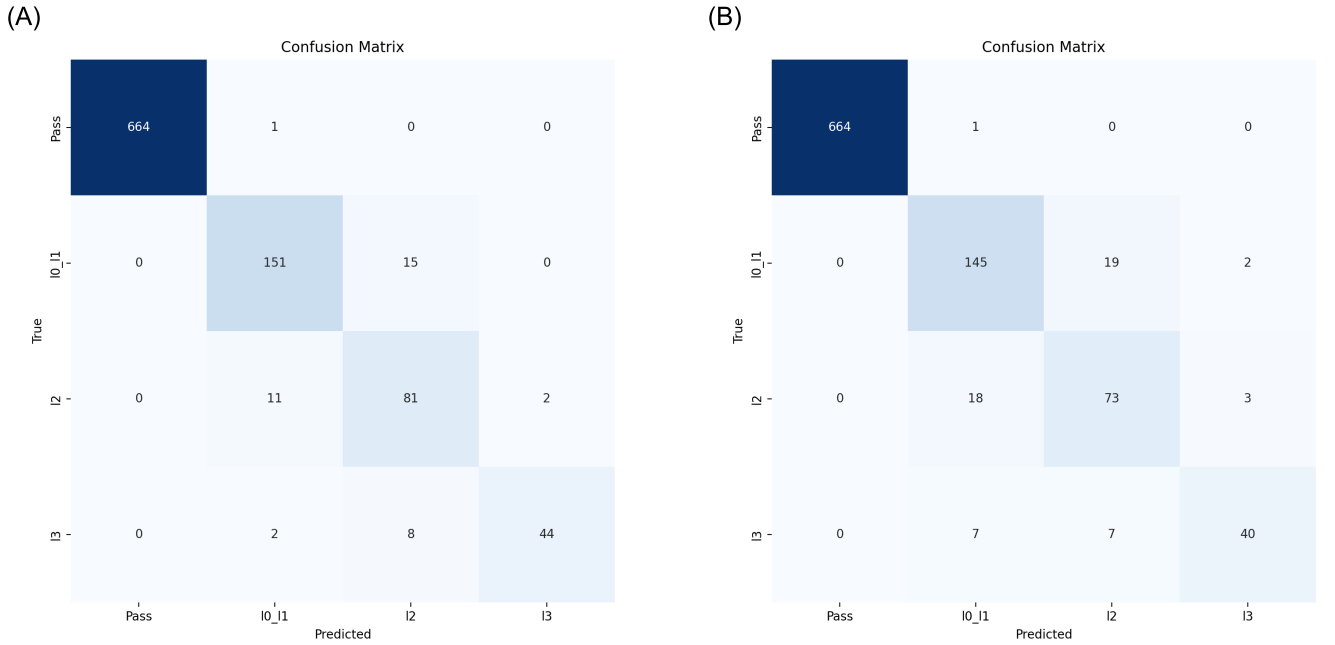 (A)
Confusion Matrix
Pass
664 1 0 0
l0_l1
0 151 15 0
True
l2
0 11 81 2
l3
0 2 8 44
Pass l0_l1 l2 l3
Predicted
(B)
Confusion Matrix
Pass
664 1 0 0
l0_l1
0 145 19 2
True
l2
0 18 73 3
l3
0 7 7 40
Pass l0_l1 l2 l3
Predicted